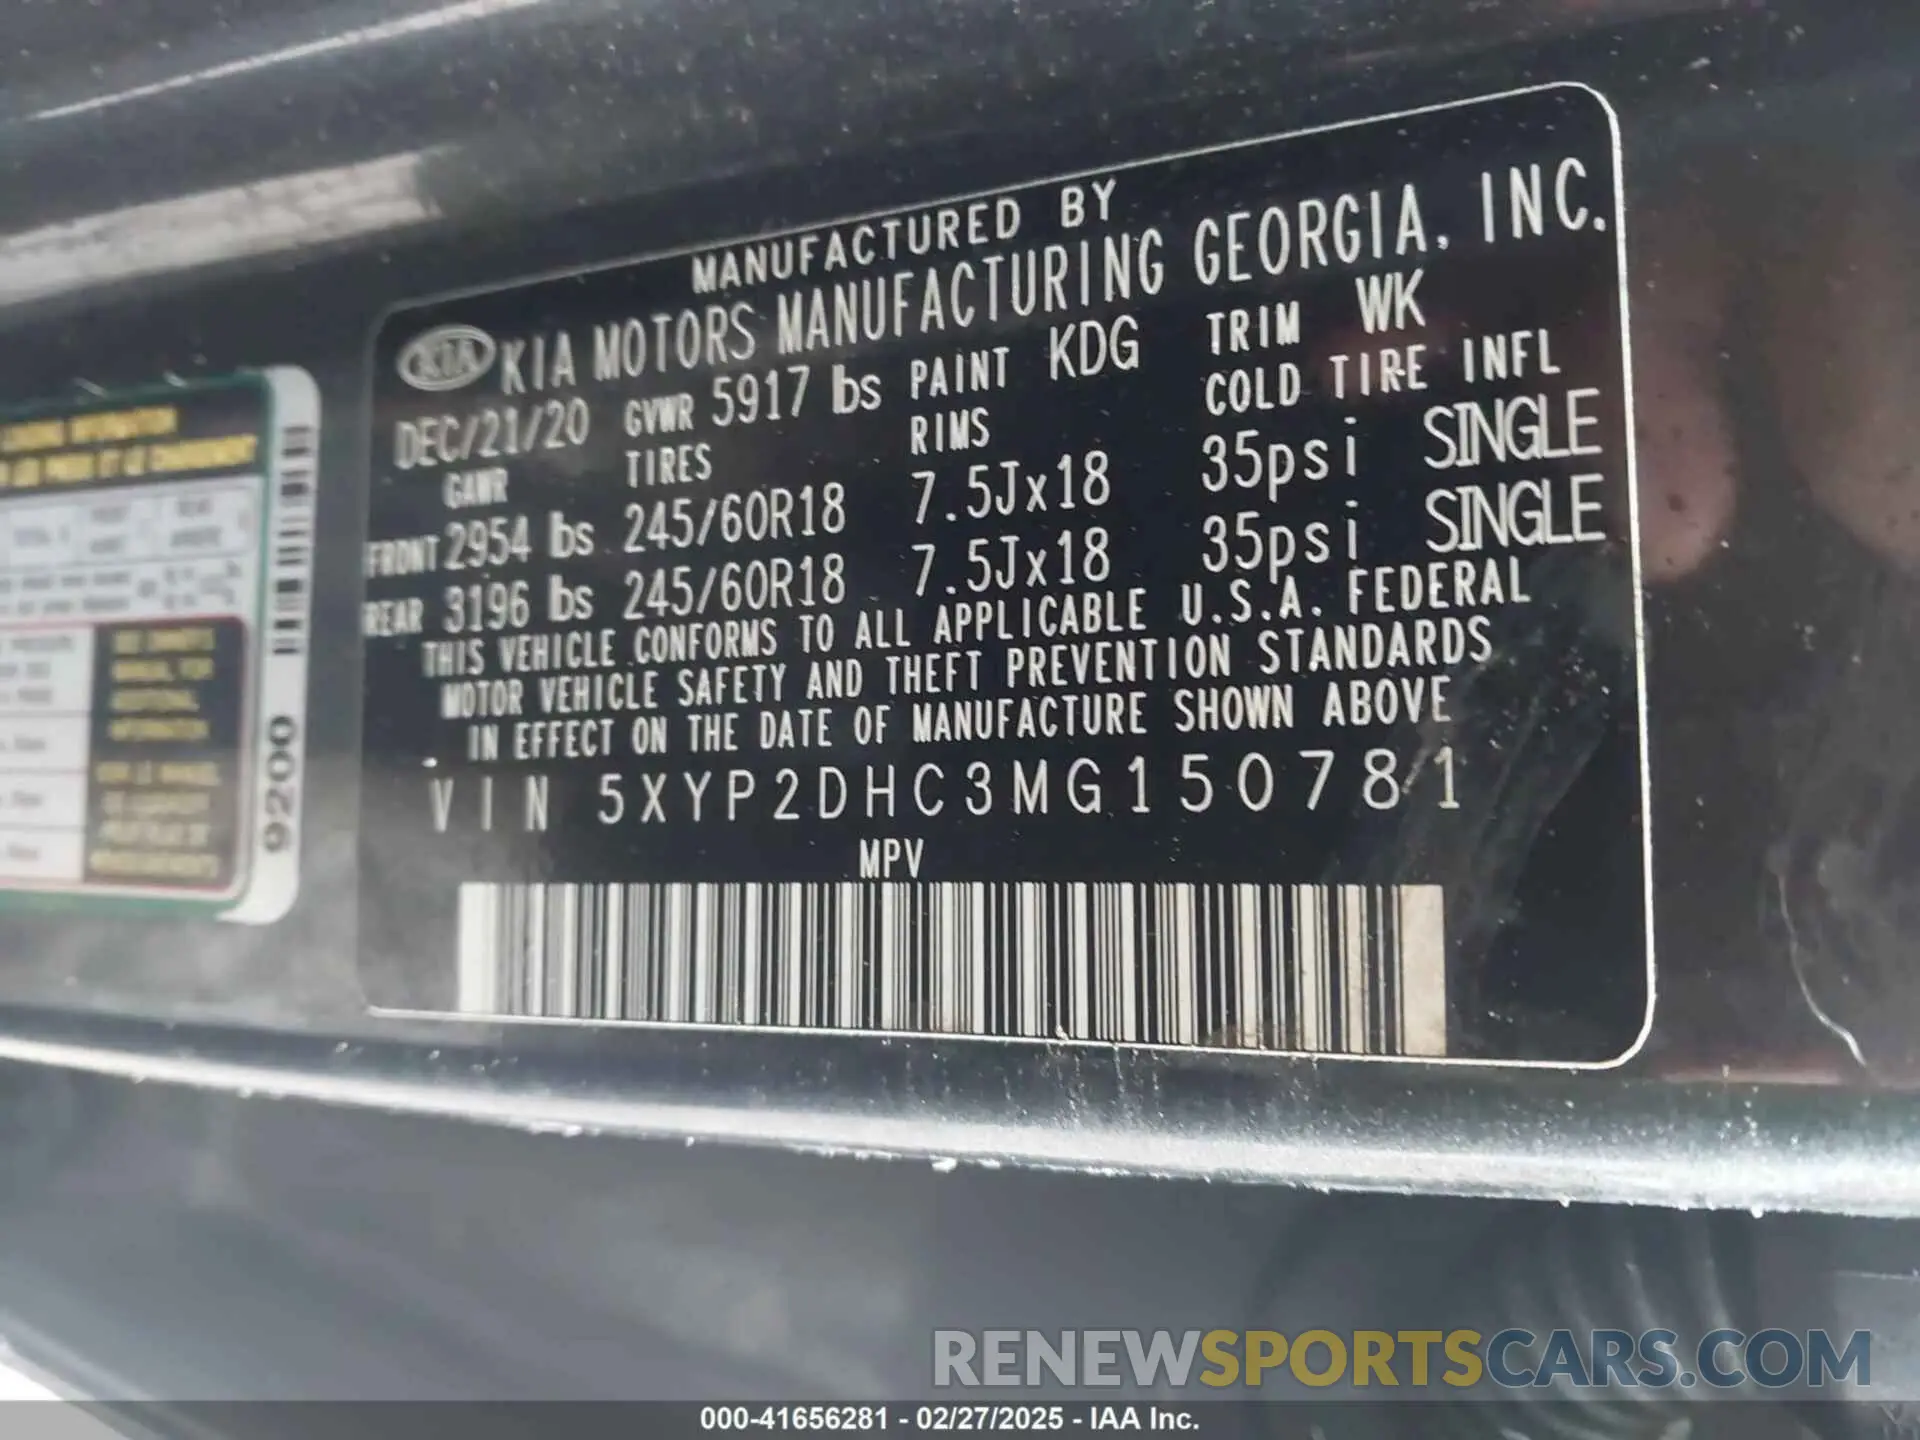 MANUFACTURED BY
KIA KIA MOTORS MANUFACTURING GEORGIA, INC.
DEC/21/20 GVWR 5917 lbs PAINT KDG TRIM WK
GAWR TIRES RIMS COLD TIRE INFL
FRONT 2954 lbs 245/60R18 7.5Jx18 35psi SINGLE
REAR 3196 lbs 245/60R18 7.5Jx18 35psi SINGLE
THIS VEHICLE CONFORMS TO ALL APPLICABLE U.S.A. FEDERAL
MOTOR VEHICLE SAFETY AND THEFT PREVENTION STANDARDS
IN EFFECT ON THE DATE OF MANUFACTURE SHOWN ABOVE
VIN 5XYP2DHC3MG150781
MPV
9200
RENEWSPORTSCARS.COM
000-41656281 - 02/27/2025 - IAA Inc.